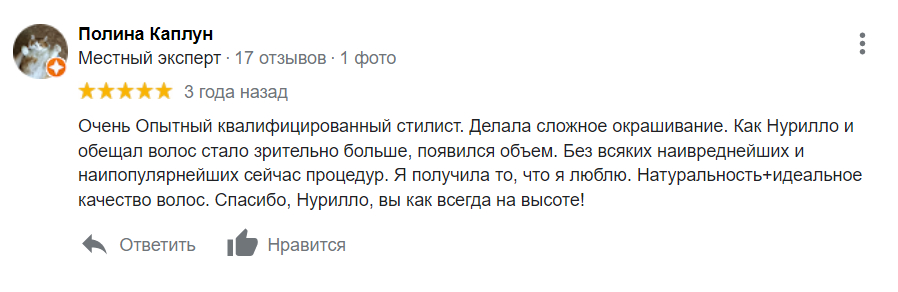 Полина Каплун
Местный эксперт · 17 отзывов · 1 фото
3 года назад
Очень Опытный квалифицированный стилист. Делала сложное окрашивание. Как Нурилло и
обещал волос стало зрительно больше, появился объем. Без всяких наивреднейших и
наипопулярнейших сейчас процедур. Я получила то, что я люблю. Натуральность+идеальное
качество волос. Спасибо, Нурилло, вы как всегда на высоте!
Ответить Нравится